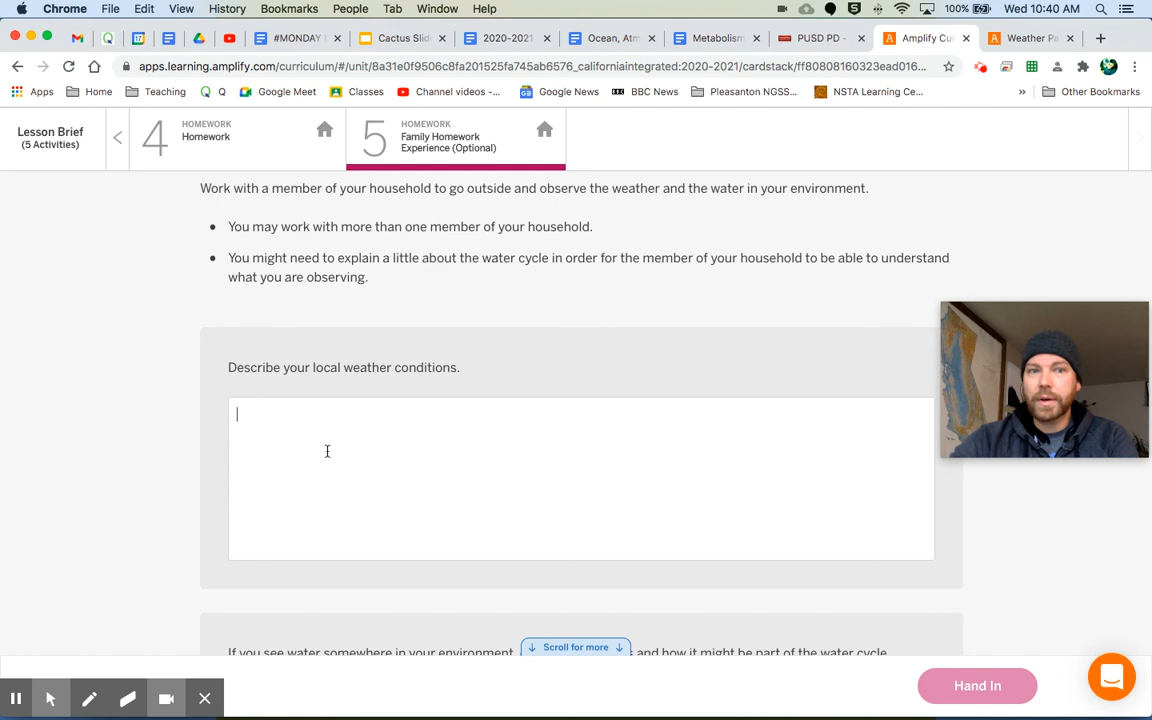 Chrome File Edit View History Bookmarks People Tab Window Help 100% Wed 10:40 AM
#MONDAY Cactus Slid 2020-2021 Ocean, Atm Metabolism PUSD PD - Amplify Cu Weather Pa
apps.learning.amplify.com/curriculum/#/unit/8a31e0f9506c8fa201525fa745ab6576_californiaintegrated:2020-2021/cardstack/ff80808160323ead016...
Apps Home Teaching Q Google Meet Classes Channel videos -... Google News BBC News Pleasanton NGSS... NSTA Learning Ce... » Other Bookmarks
Lesson Brief
(5 Activities)
4 HOMEWORK
Homework
5 HOMEWORK
Family Homework
Experience (Optional)
Work with a member of your household to go outside and observe the weather and the water in your environment.
• You may work with more than one member of your household.
• You might need to explain a little about the water cycle in order for the member of your household to be able to understand
what you are observing.
Describe your local weather conditions.
If you see water somewhere in your environment, and how it might be part of the water cycle
Scroll for more
Hand In